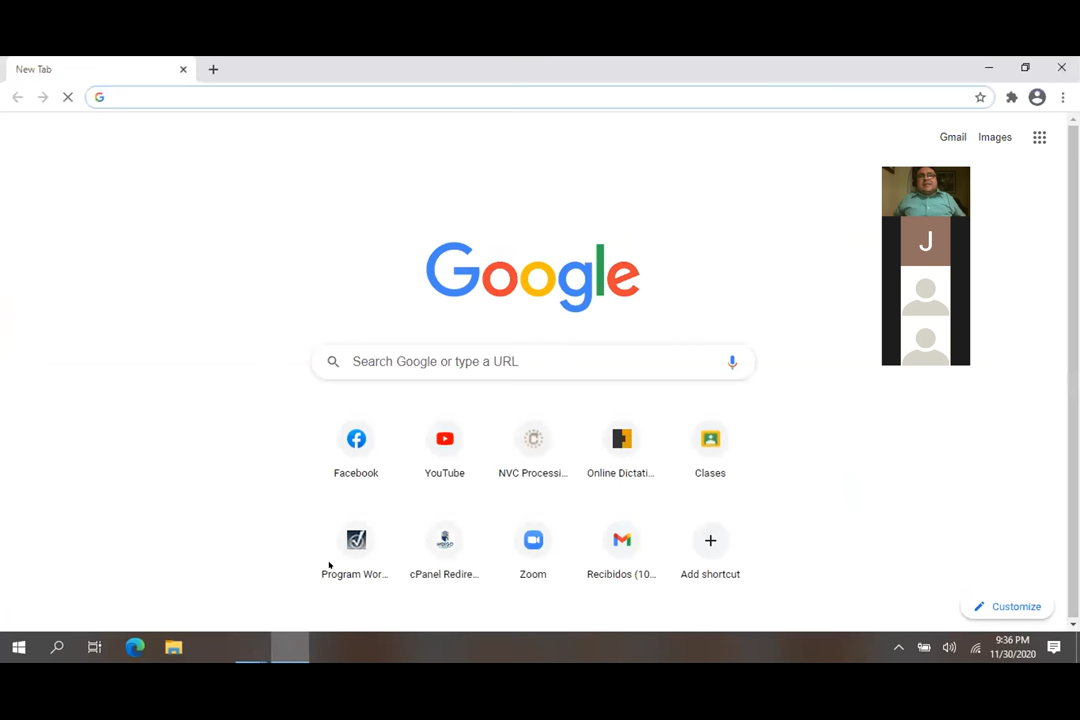 New Tab
Gmail Images
J
Google
Search Google or type a URL
Facebook YouTube NVC Processi... Online Dictati... Clases
Program Wor... cPanel Redire... Zoom Recibidos (10... Add shortcut
Customize
9:36 PM
11/30/2020